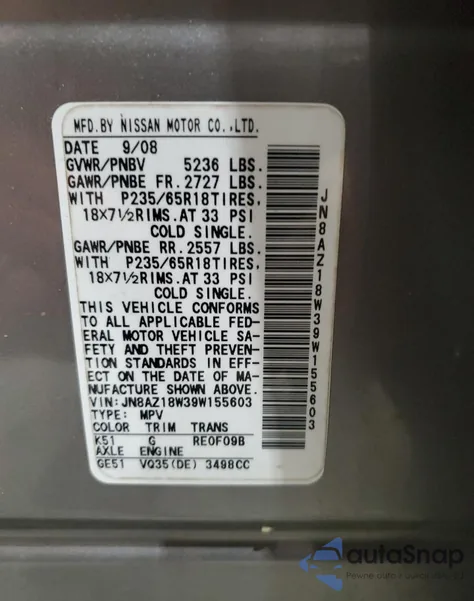 MFD.BY NISSAN MOTOR CO.,LTD.
DATE 9/08
GVWR/PNBV 5236 LBS.
GAWR/PNBE FR. 2727 LBS.
WITH P235/65R18TIRES,
18X7½RIMS.AT 33 PSI
COLD SINGLE.
GAWR/PNBE RR. 2557 LBS.
WITH P235/65R18TIRES,
18X7½RIMS.AT 33 PSI
COLD SINGLE.
THIS VEHICLE CONFORMS
TO ALL APPLICABLE FED-
ERAL MOTOR VEHICLE SA-
FETY AND THEFT PREVEN-
TION STANDARDS IN EFF-
ECT ON THE DATE OF MA-
NUFACTURE SHOWN ABOVE.
VIN:JN8AZ18W39W155603
TYPE: MPV
COLOR TRIM TRANS
K51 G RE0F09B
AXLE ENGINE
GE51 VQ35(DE) 3498CC
JN8AZ18W39W155603
autoSnap